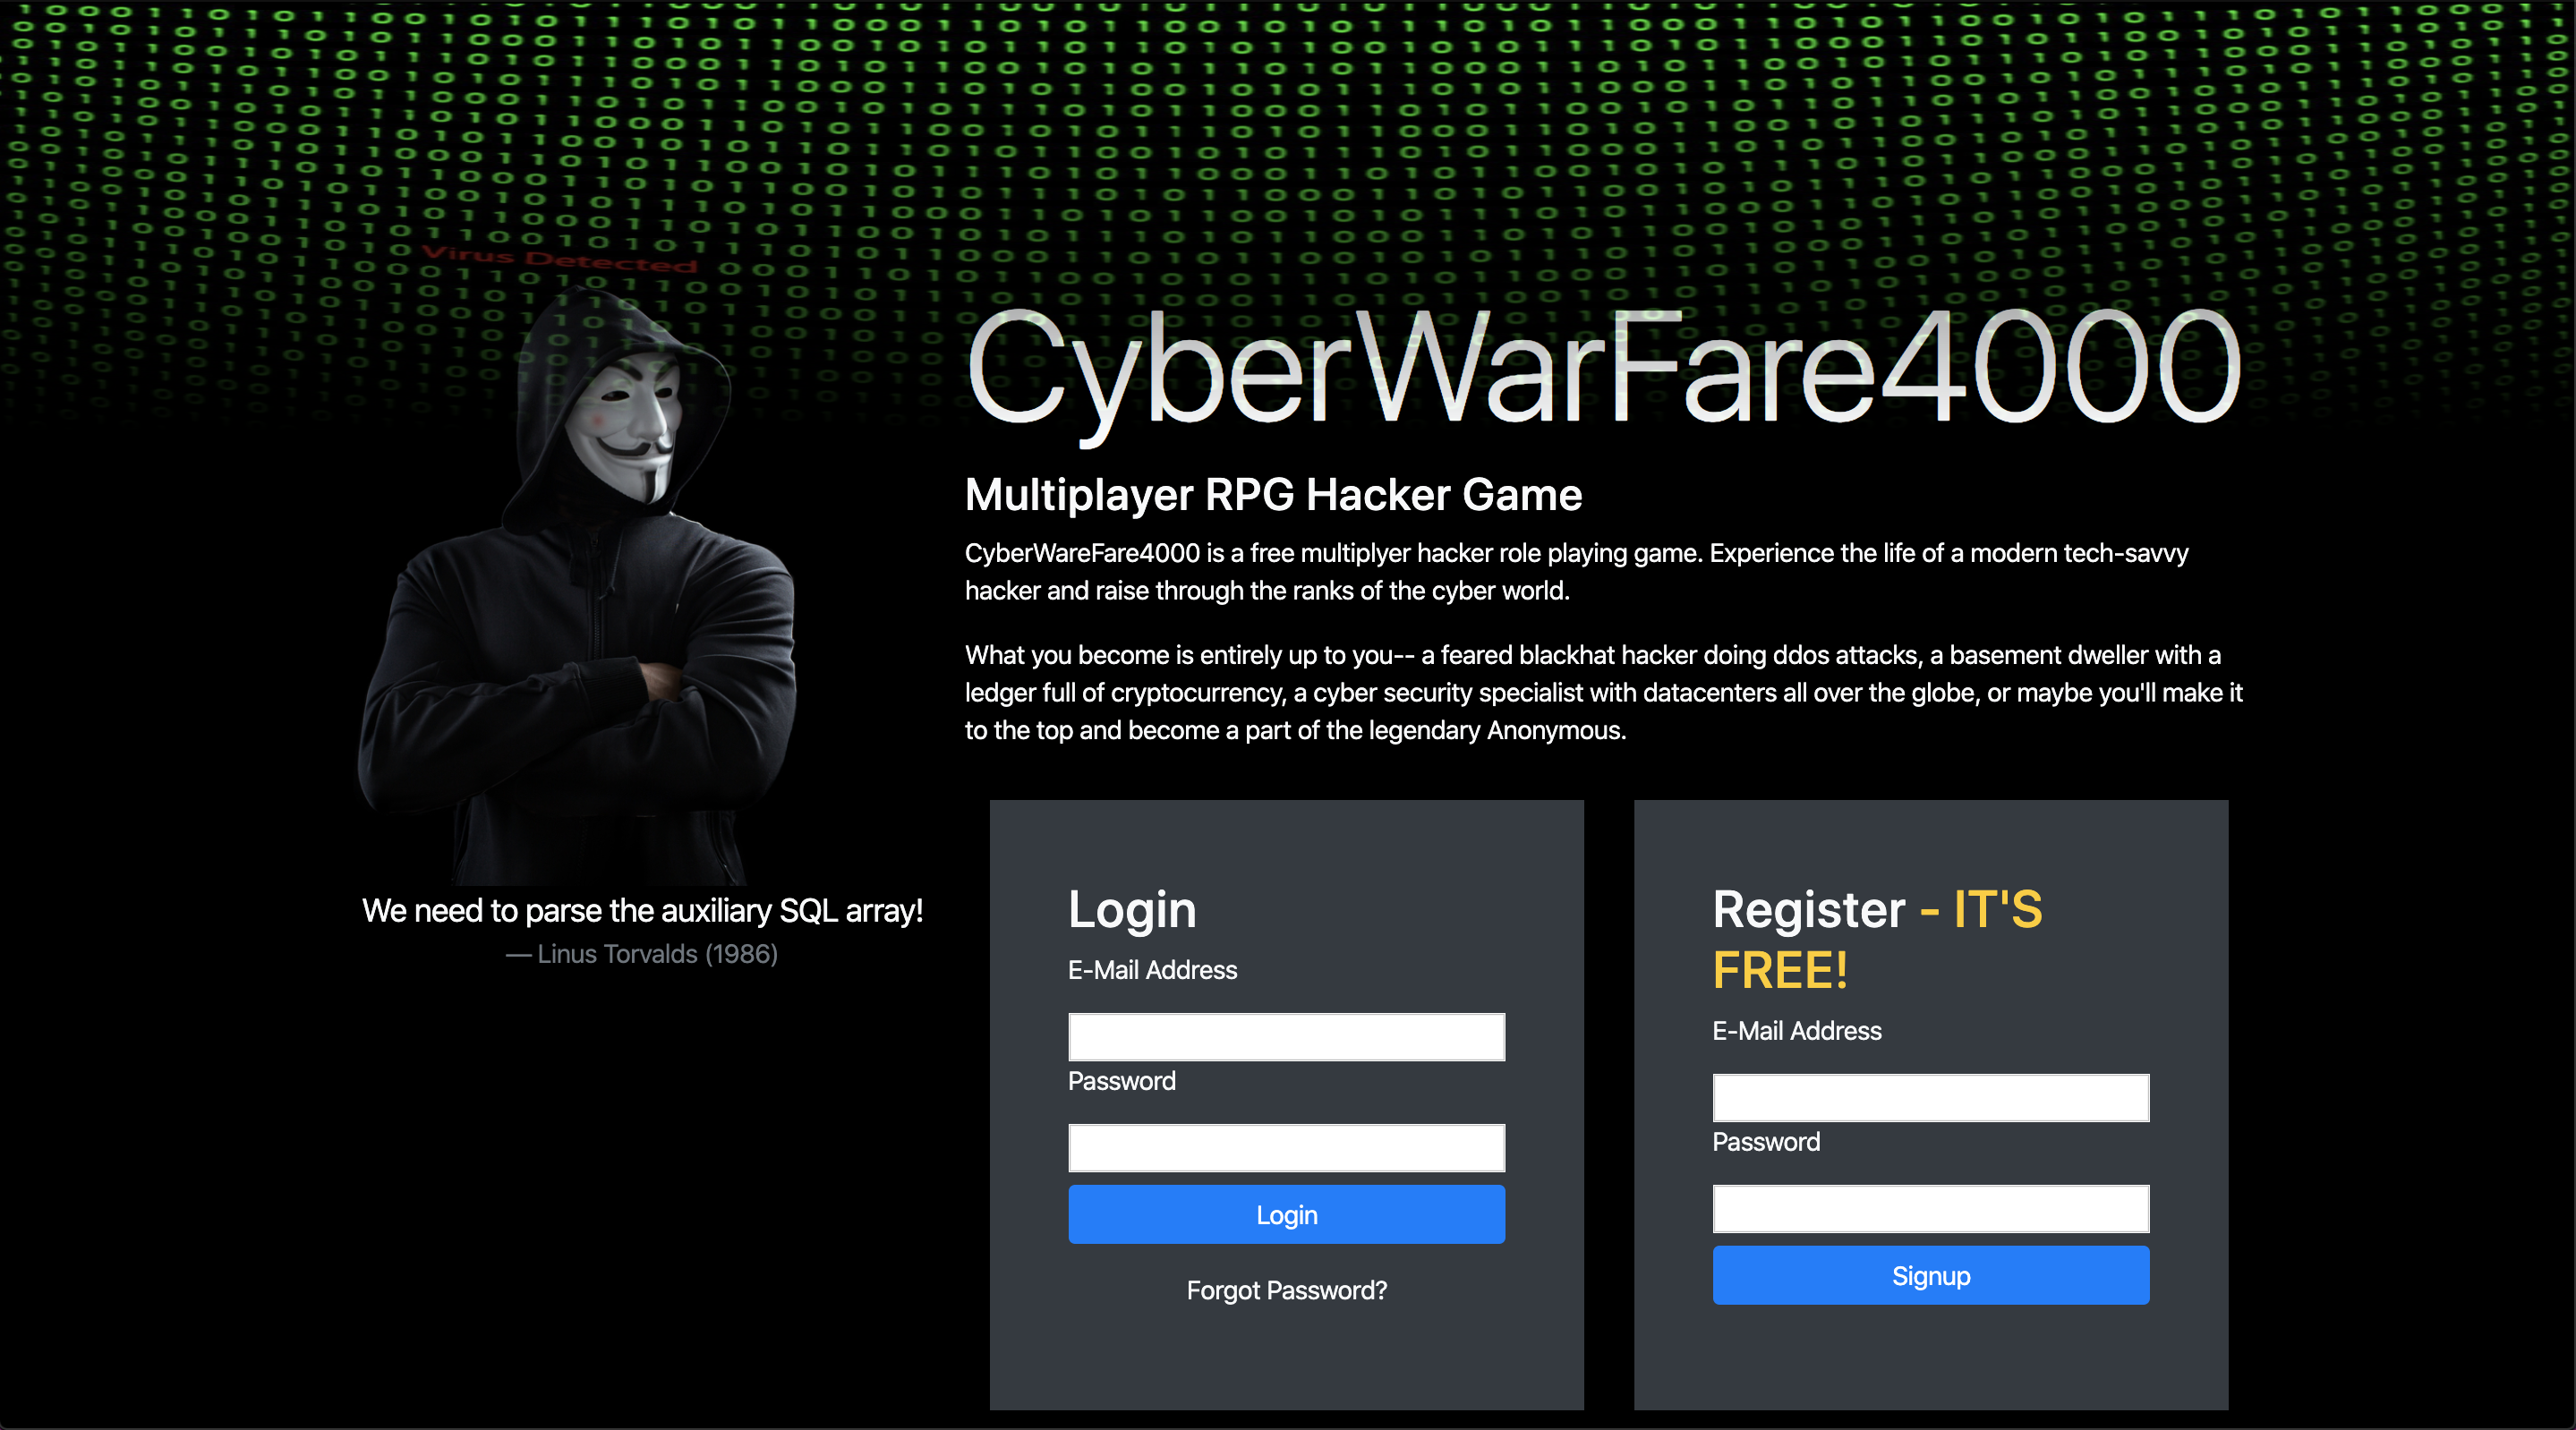 Virus Detected
CyberWarFare4000
Multiplayer RPG Hacker Game
CyberWareFare4000 is a free multiplyer hacker role playing game. Experience the life of a modern tech-savvy
hacker and raise through the ranks of the cyber world.
What you become is entirely up to you-- a feared blackhat hacker doing ddos attacks, a basement dweller with a
ledger full of cryptocurrency, a cyber security specialist with datacenters all over the globe, or maybe you'll make it
to the top and become a part of the legendary Anonymous.
We need to parse the auxiliary SQL array!
— Linus Torvalds (1986)
Login
E-Mail Address
Password
Login
Forgot Password?
Register - IT'S
FREE!
E-Mail Address
Password
Signup